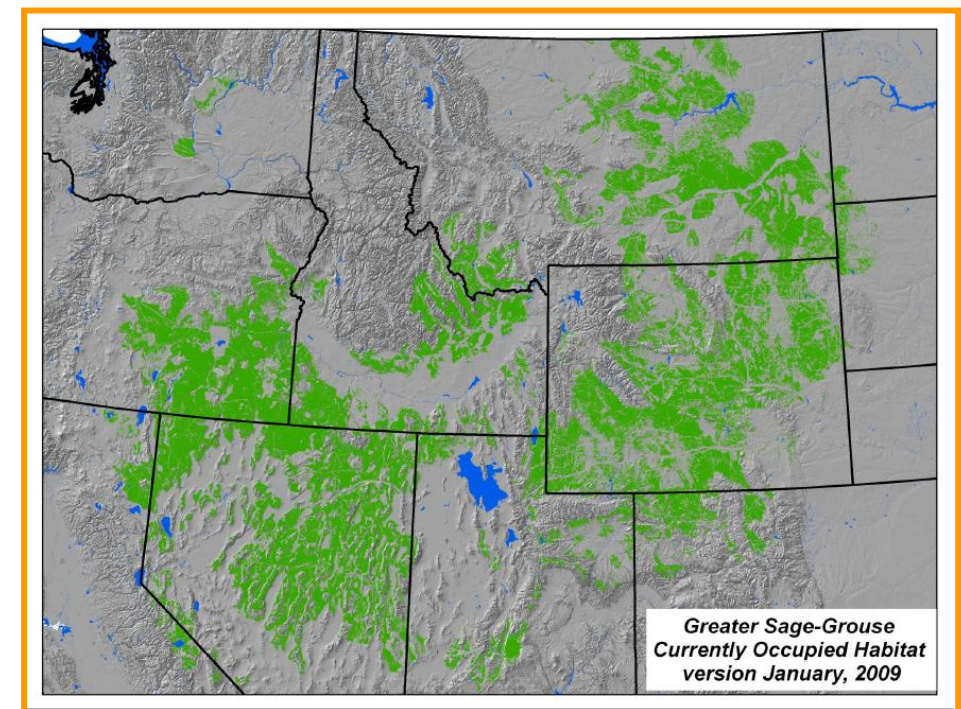 Greater Sage-Grouse
Currently Occupied Habitat
version January, 2009